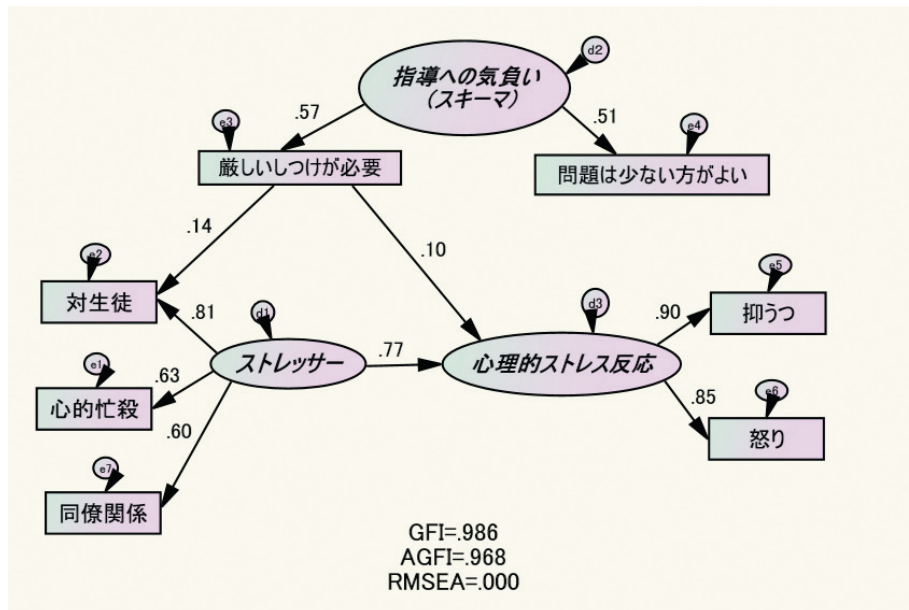 d2
指導への気負い
(スキーマ)
e3
.57
.51
e4
厳しいしつけが必要
問題は少ない方がよい
.14
.10
e2
対生徒
.81
d1
d3
e5
.90
抑うつ
ストレッサー
.77
心理的ストレス反応
e1
.63
心的忙殺
.60
.85
e6
怒り
e7
同僚関係
GFI=.986
AGFI=.968
RMSEA=.000